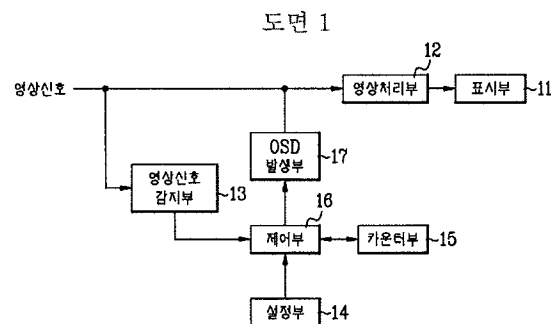 도면 1
영상신호
12
영상처리부
표시부
11
OSD
발생부
17
영상신호
감지부
13
16
제어부
카운터부
15
설정부
14